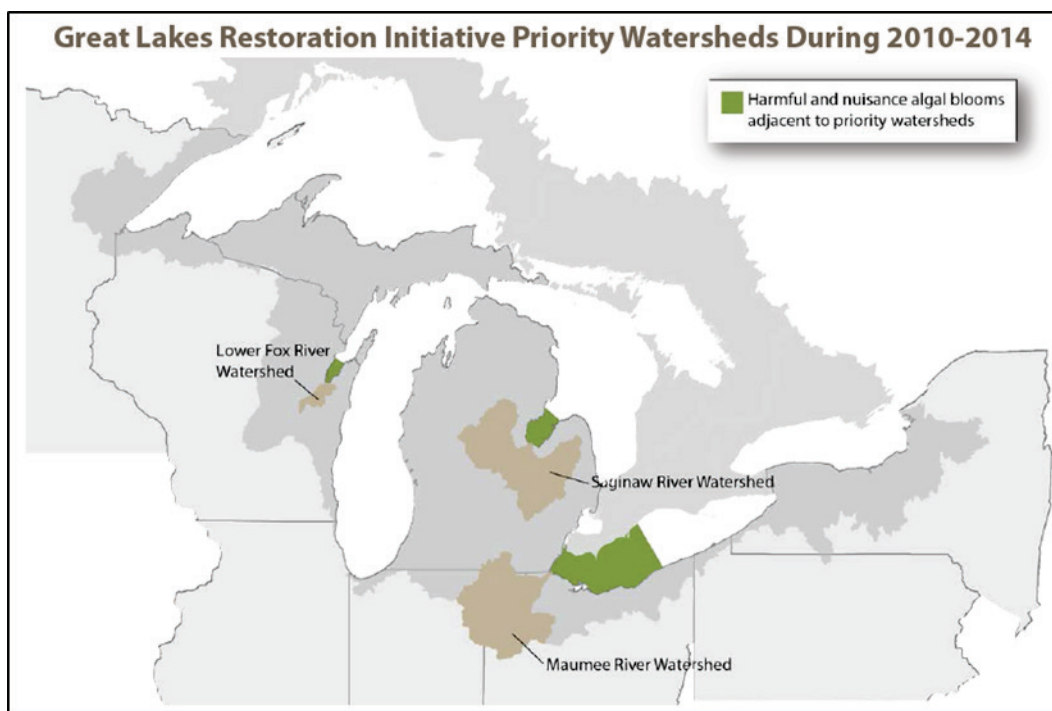 Great Lakes Restoration Initiative Priority Watersheds During 2010-2014
Harmful and nuisance algal blooms
adjacent to priority watersheds
Lower Fox River
Watershed
Saginaw River Watershed
Maumee River Watershed